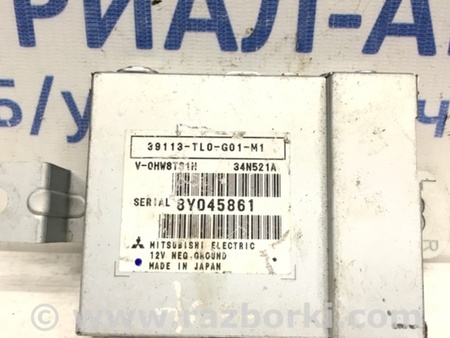 РИАЛ-А
Б/у
39113-TL0-G01-M1
V-0HW8T81H 34N521A
SERIAL 8Y045861
MITSUBISHI ELECTRIC
12V NEG.GROUND
MADE IN JAPAN
www.razborki.com